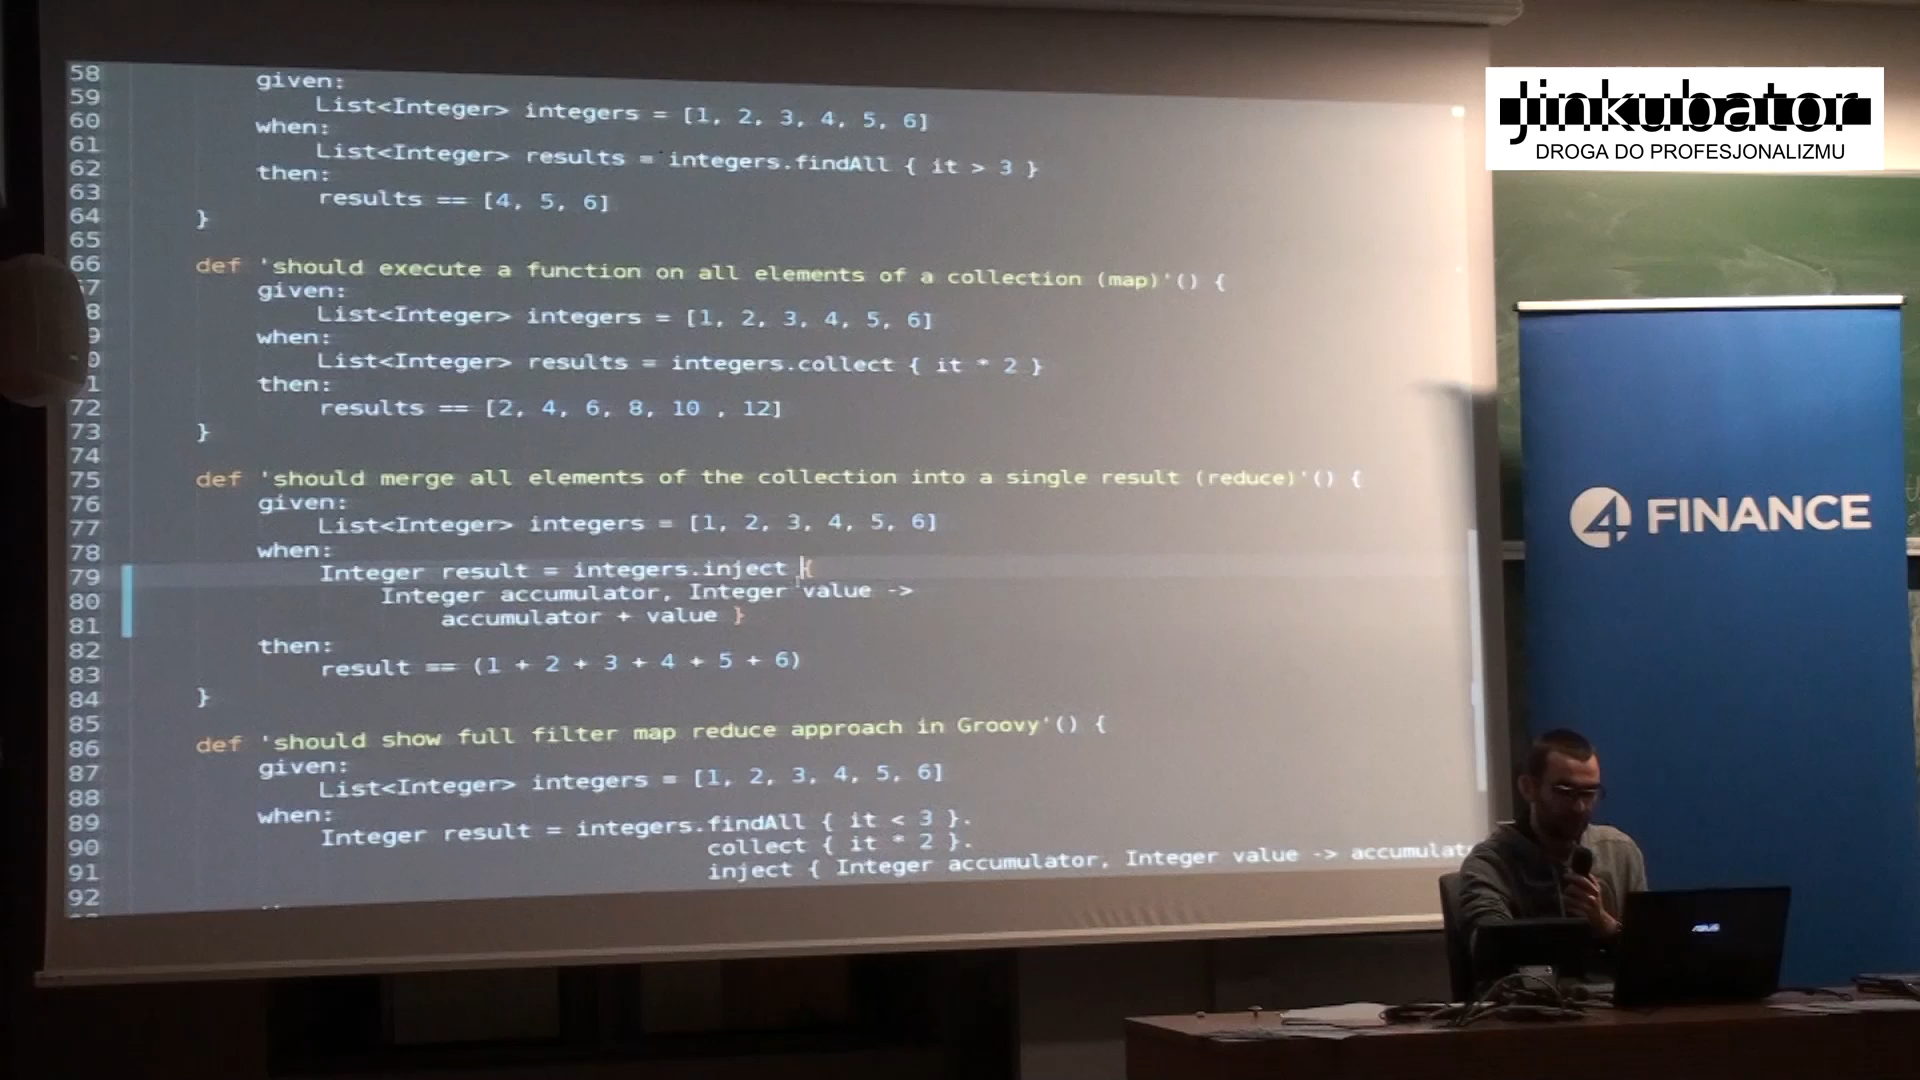 58
59 given:
60 List<Integer> integers = [1, 2, 3, 4, 5, 6]
61 when:
62 List<Integer> results = integers.findAll { it > 3 }
63 then:
64 results == [4, 5, 6]
65 }
66 def 'should execute a function on all elements of a collection (map)'() {
7 given:
8 List<Integer> integers = [1, 2, 3, 4, 5, 6]
9 when:
0 List<Integer> results = integers.collect { it * 2 }
1 then:
72 results == [2, 4, 6, 8, 10 , 12]
73 }
74
75 def 'should merge all elements of the collection into a single result (reduce)'() {
76 given:
77 List<Integer> integers = [1, 2, 3, 4, 5, 6]
78 when:
79 Integer result = integers.inject {
80 Integer accumulator, Integer value ->
81 accumulator + value }
82 then:
83 result == (1 + 2 + 3 + 4 + 5 + 6)
84 }
85
86 def 'should show full filter map reduce approach in Groovy'() {
87 given:
88 List<Integer> integers = [1, 2, 3, 4, 5, 6]
89 when:
90 Integer result = integers.findAll { it < 3 }.
91 collect { it * 2 }.
92 inject { Integer accumulator, Integer value -> accumulat
Jinkubator
DROGA DO PROFESJONALIZMU
4 FINANCE
ASUS